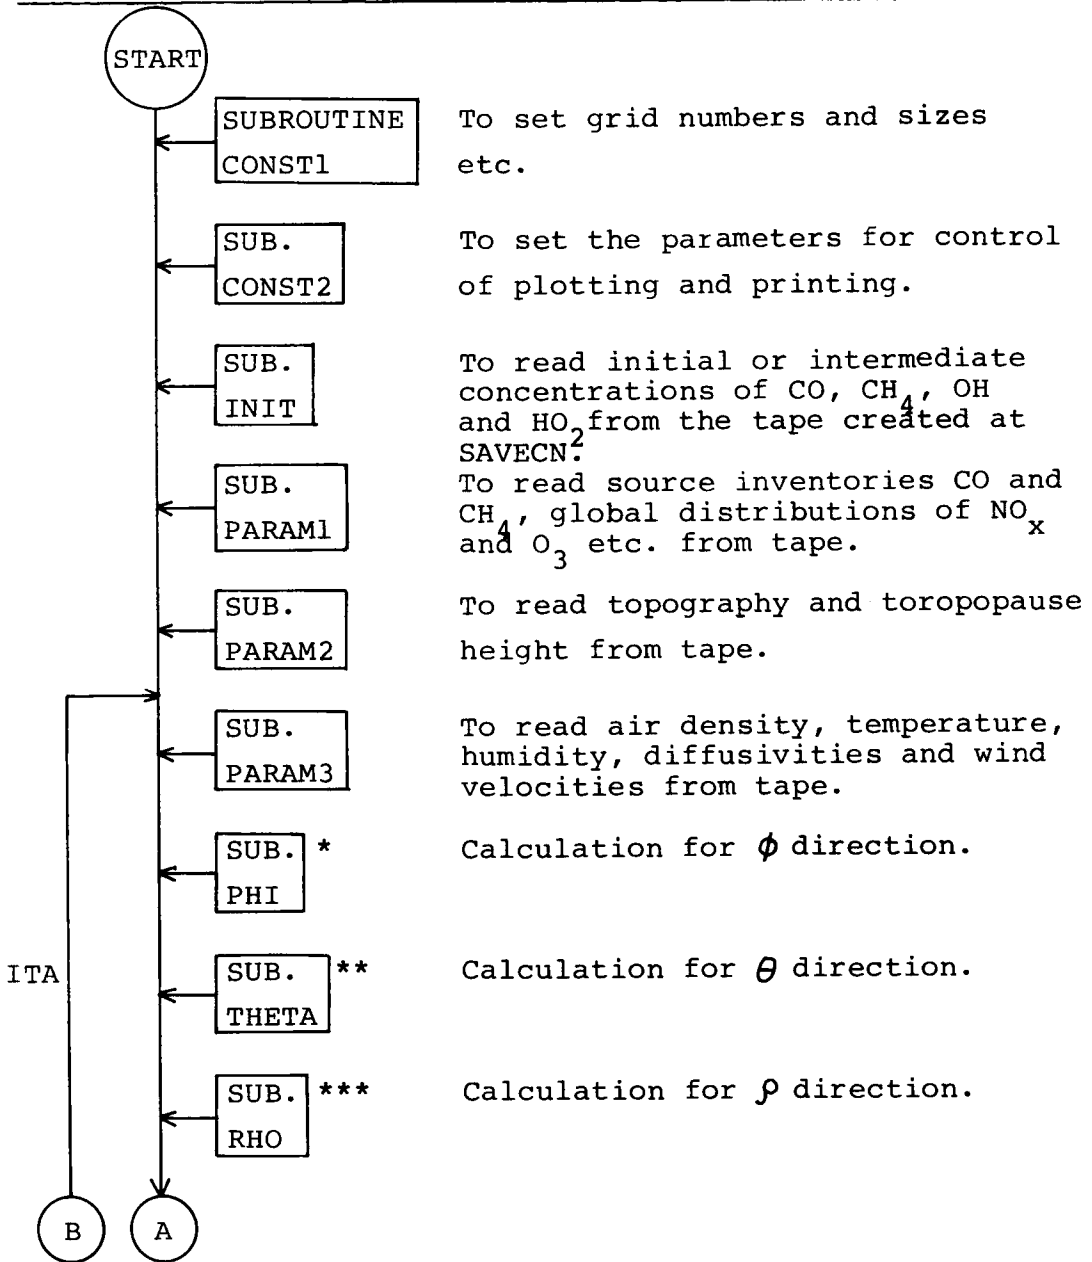 START
SUBROUTINE
CONST1
To set grid numbers and sizes
etc.
SUB.
CONST2
To set the parameters for control
of plotting and printing.
SUB.
INIT
To read initial or intermediate
concentrations of CO, CH4, OH
and HO2 from the tape created at
SAVECN.
SUB.
PARAM1
To read source inventories CO and
CH4, global distributions of NOx
and O3 etc. from tape.
SUB.
PARAM2
To read topography and toropopause
height from tape.
SUB.
PARAM3
To read air density, temperature,
humidity, diffusivities and wind
velocities from tape.
SUB. *
PHI
Calculation for ϕ direction.
ITA
SUB. **
THETA
Calculation for θ direction.
SUB. ***
RHO
Calculation for ρ direction.
B
A